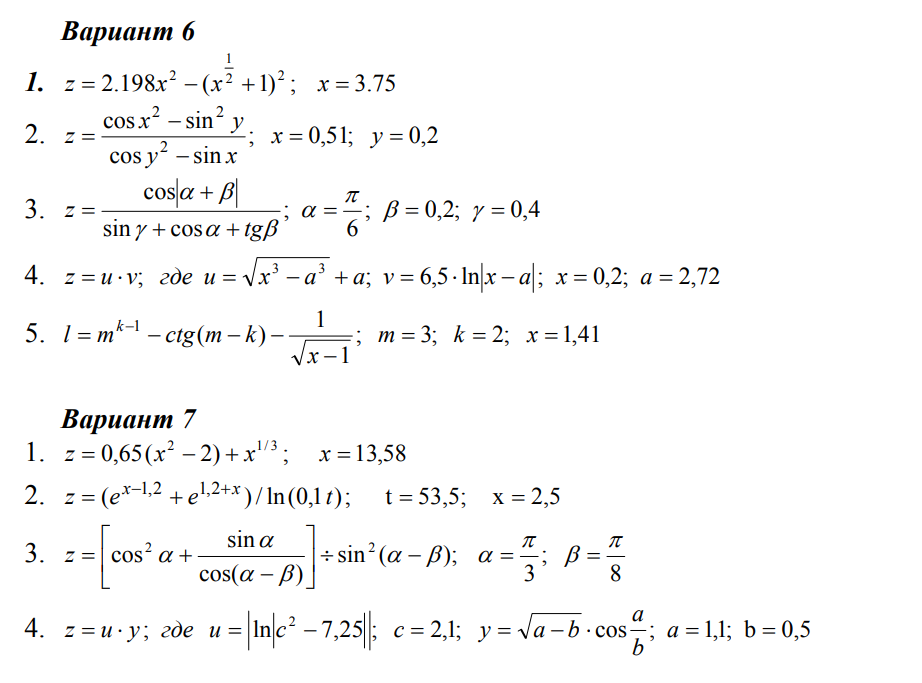 Вариант 6
1. z = 2.198x² − (x^{1/2} + 1)²; x = 3.75
2. z = (cos x² − sin² y) / (cos y² − sin x); x = 0,51; y = 0,2
3. z = cos|α + β| / (sin γ + cos α + tgβ); α = π/6; β = 0,2; γ = 0,4
4. z = u · v; где u = √(x³ − a³) + a; v = 6,5 · ln|x − a|; x = 0,2; a = 2,72
5. l = m^{k−1} − ctg(m − k) − 1/√(x − 1); m = 3; k = 2; x = 1,41
Вариант 7
1. z = 0,65(x² − 2) + x^{1/3}; x = 13,58
2. z = (e^{x−1,2} + e^{1,2+x}) / ln(0,1t); t = 53,5; x = 2,5
3. z = [cos² α + sin α / cos(α − β)] ÷ sin²(α − β); α = π/3; β = π/8
4. z = u · y; где u = |ln|c² − 7,25||; c = 2,1; y = √(a − b) · cos a/b; a = 1,1; b = 0,5